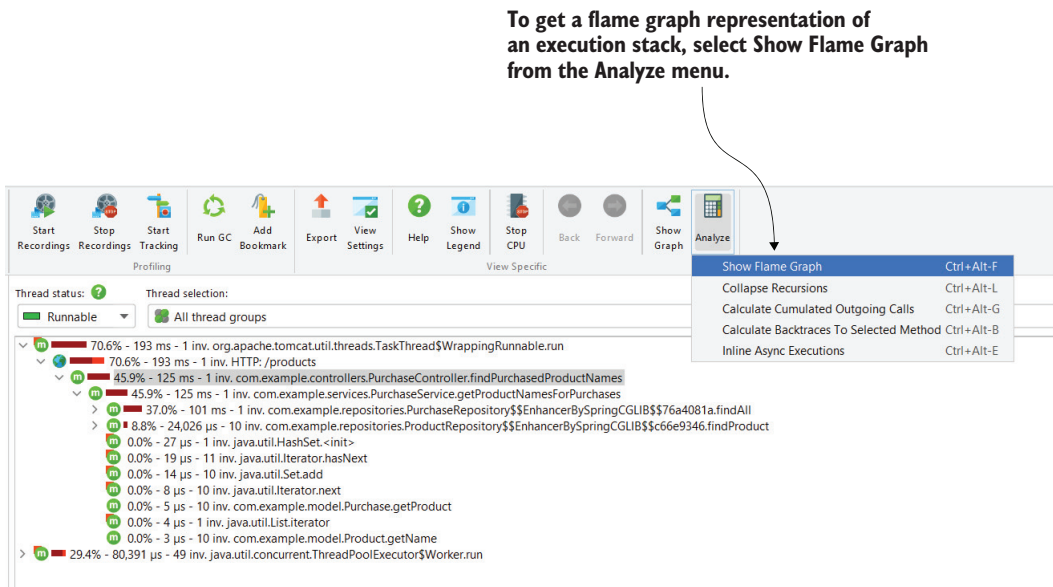 To get a flame graph representation of
an execution stack, select Show Flame Graph
from the Analyze menu.
Start Recordings
Stop Recordings
Start Tracking
Run GC
Add Bookmark
Export
View Settings
Help
Show Legend
Stop CPU
Back
Forward
Show Graph
Analyze
Profiling
View Specific
Show Flame Graph Ctrl+Alt-F
Collapse Recursions Ctrl+Alt-L
Calculate Cumulated Outgoing Calls Ctrl+Alt-G
Calculate Backtraces To Selected Method Ctrl+Alt-B
Inline Async Executions Ctrl+Alt-E
Thread status: ? Thread selection:
Runnable All thread groups
70.6% - 193 ms - 1 inv. org.apache.tomcat.util.threads.TaskThread$WrappingRunnable.run
70.6% - 193 ms - 1 inv. HTTP: /products
45.9% - 125 ms - 1 inv. com.example.controllers.PurchaseController.findPurchasedProductNames
45.9% - 125 ms - 1 inv. com.example.services.PurchaseService.getProductNamesForPurchases
37.0% - 101 ms - 1 inv. com.example.repositories.PurchaseRepository$$EnhancerBySpringCGLIB$$76a4081a.findAll
8.8% - 24,026 µs - 10 inv. com.example.repositories.ProductRepository$$EnhancerBySpringCGLIB$$c66e9346.findProduct
0.0% - 27 µs - 1 inv. java.util.HashSet.<init>
0.0% - 19 µs - 11 inv. java.util.Iterator.hasNext
0.0% - 14 µs - 10 inv. java.util.Set.add
0.0% - 8 µs - 10 inv. java.util.Iterator.next
0.0% - 5 µs - 10 inv. com.example.model.Purchase.getProduct
0.0% - 4 µs - 1 inv. java.util.List.iterator
0.0% - 3 µs - 10 inv. com.example.model.Product.getName
29.4% - 80,391 µs - 49 inv. java.util.concurrent.ThreadPoolExecutor$Worker.run